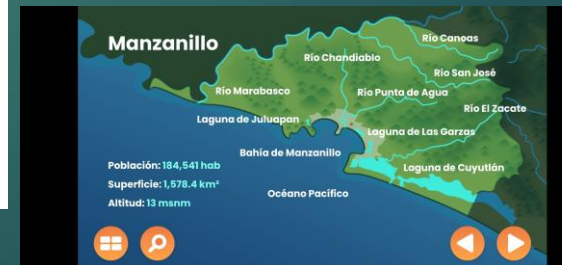 Manzanillo
Río Canoas
Río Chandiablo
Río San José
Río Marabasco
Río Punta de Agua
Río El Zacate
Laguna de Juluapan
Laguna de Las Garzas
Bahía de Manzanillo
Laguna de Cuyutlán
Población: 184,541 hab
Superficie: 1,578.4 km²
Océano Pacífico
Altitud: 13 msnm